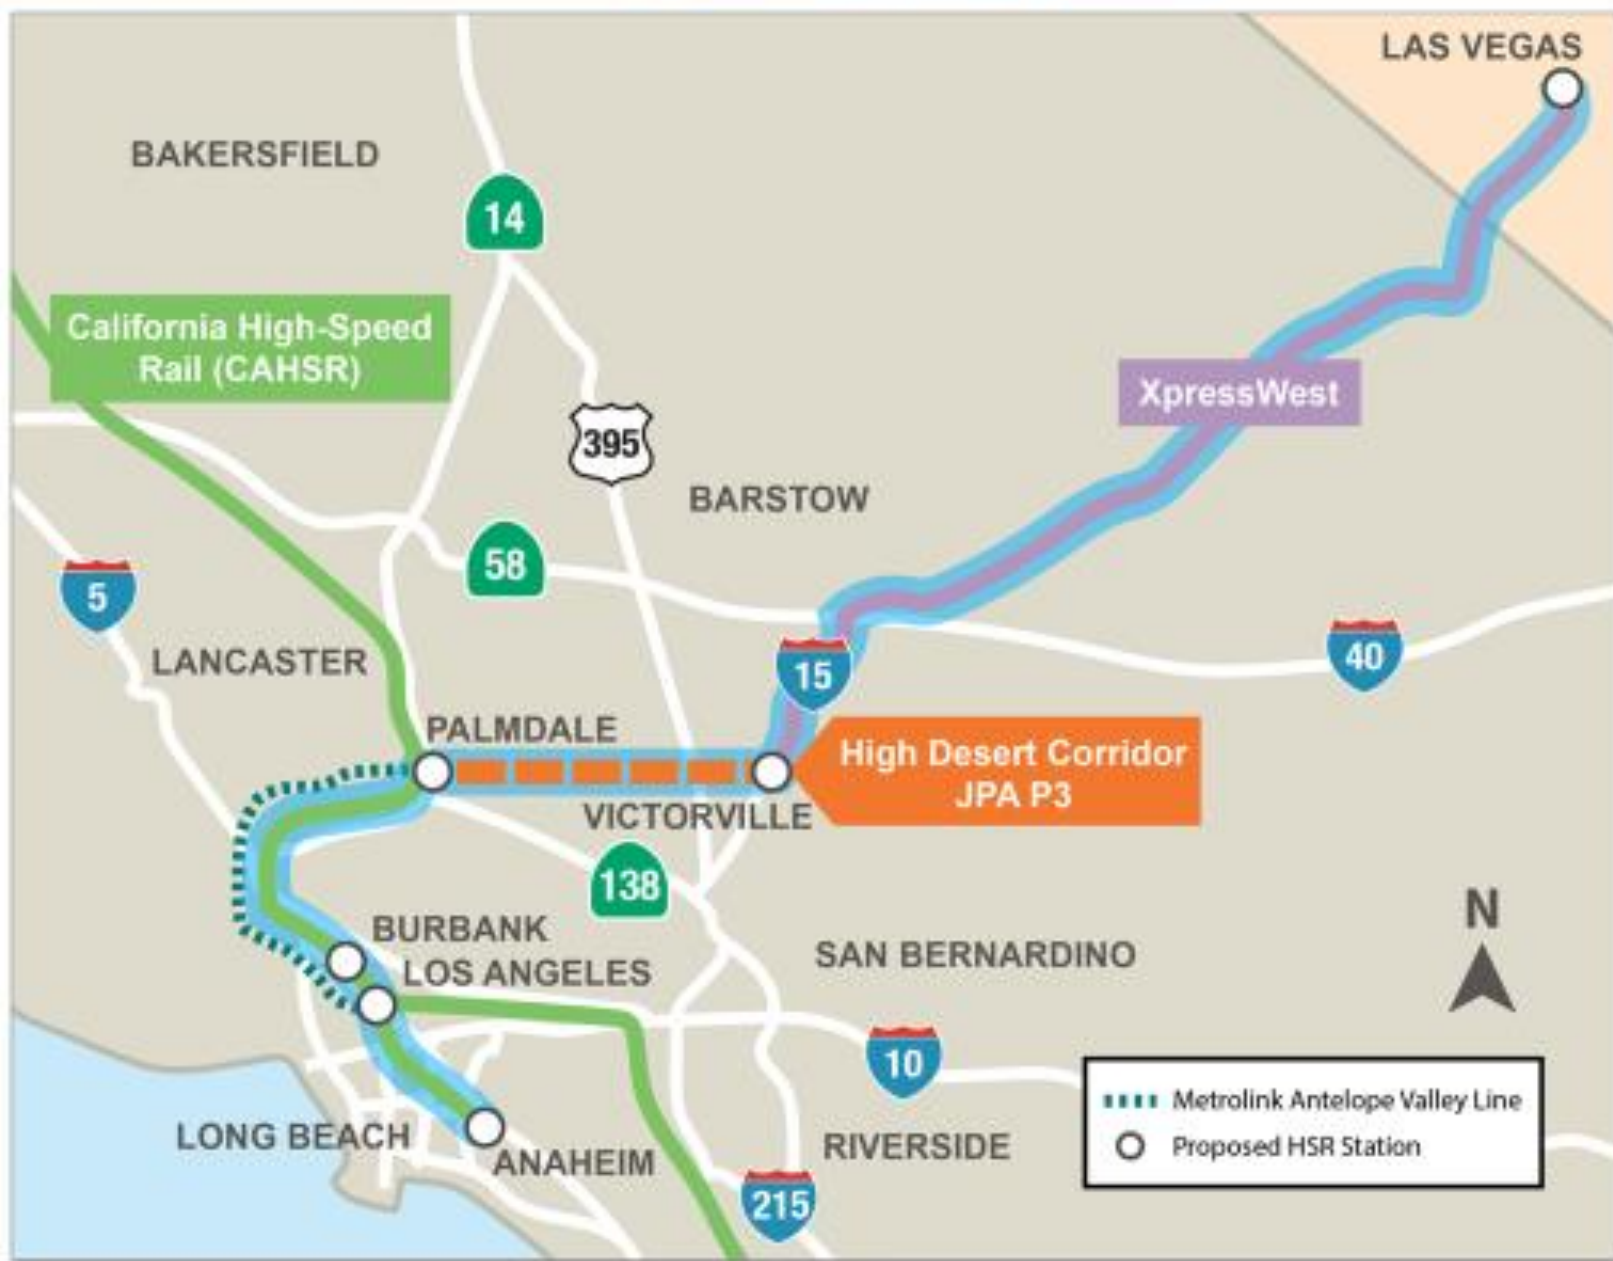 LAS VEGAS
BAKERSFIELD
14
California High-Speed
Rail (CAHSR)
XpressWest
395
BARSTOW
58
5
LANCASTER
15
40
PALMDALE
High Desert Corridor
JPA P3
VICTORVILLE
138
BURBANK
LOS ANGELES
SAN BERNARDINO
N
10
LONG BEACH
ANAHEIM
RIVERSIDE
215
Metrolink Antelope Valley Line
Proposed HSR Station